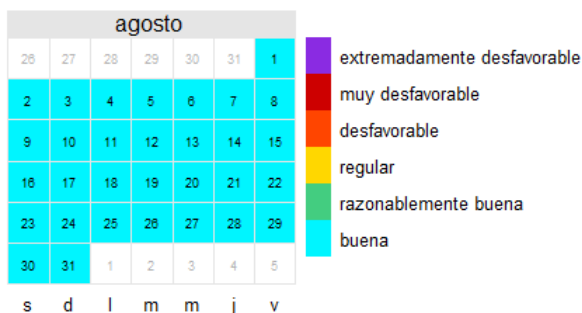 agosto
26 27 28 29 30 31 1
2 3 4 5 6 7 8
9 10 11 12 13 14 15
16 17 18 19 20 21 22
23 24 25 26 27 28 29
30 31 1 2 3 4 5
s d l m m j v
extremadamente desfavorable
muy desfavorable
desfavorable
regular
razonablemente buena
buena